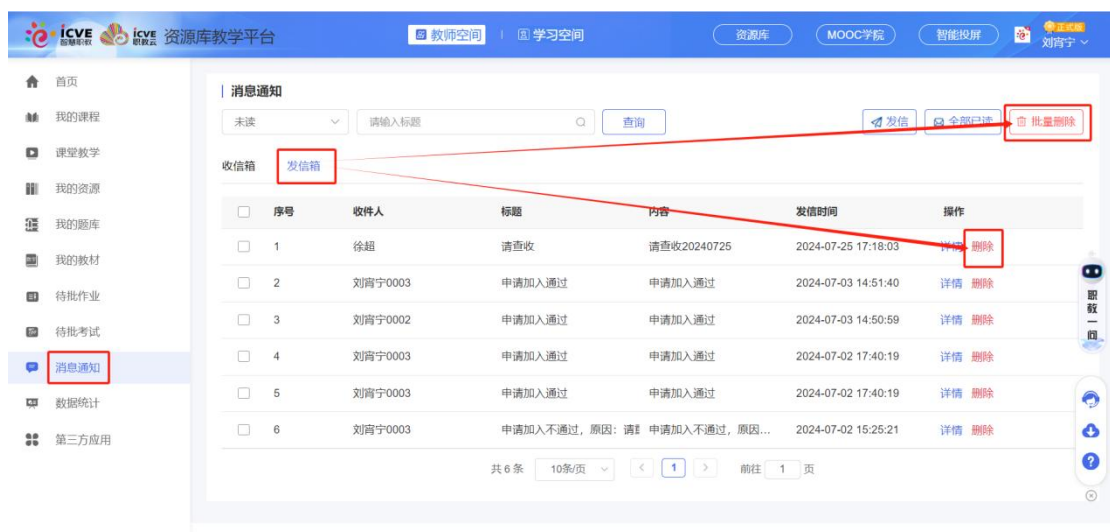 icve 智慧职教 icve 职教云 资源库教学平台 教师空间 学习空间 资源库 MOOC学院 智能投屏 正式版 刘宵宁
首页
我的课程
课堂教学
我的资源
我的题库
我的教材
待批作业
待批考试
消息通知
数据统计
第三方应用
消息通知
未读 请输入标题 查询 发信 全部已读 批量删除
收信箱 发信箱
序号 收件人 标题 内容 发信时间 操作
1 徐超 请查收 请查收20240725 2024-07-25 17:18:03 详情 删除
2 刘宵宁0003 申请加入通过 申请加入通过 2024-07-03 14:51:40 详情 删除
3 刘宵宁0002 申请加入通过 申请加入通过 2024-07-03 14:50:59 详情 删除
4 刘宵宁0003 申请加入通过 申请加入通过 2024-07-02 17:40:19 详情 删除
5 刘宵宁0003 申请加入通过 申请加入通过 2024-07-02 17:40:19 详情 删除
6 刘宵宁0003 申请加入不通过，原因：请 申请加入不通过，原因... 2024-07-02 15:25:21 详情 删除
共 6 条 10条/页 1 前往 1 页
职教一问